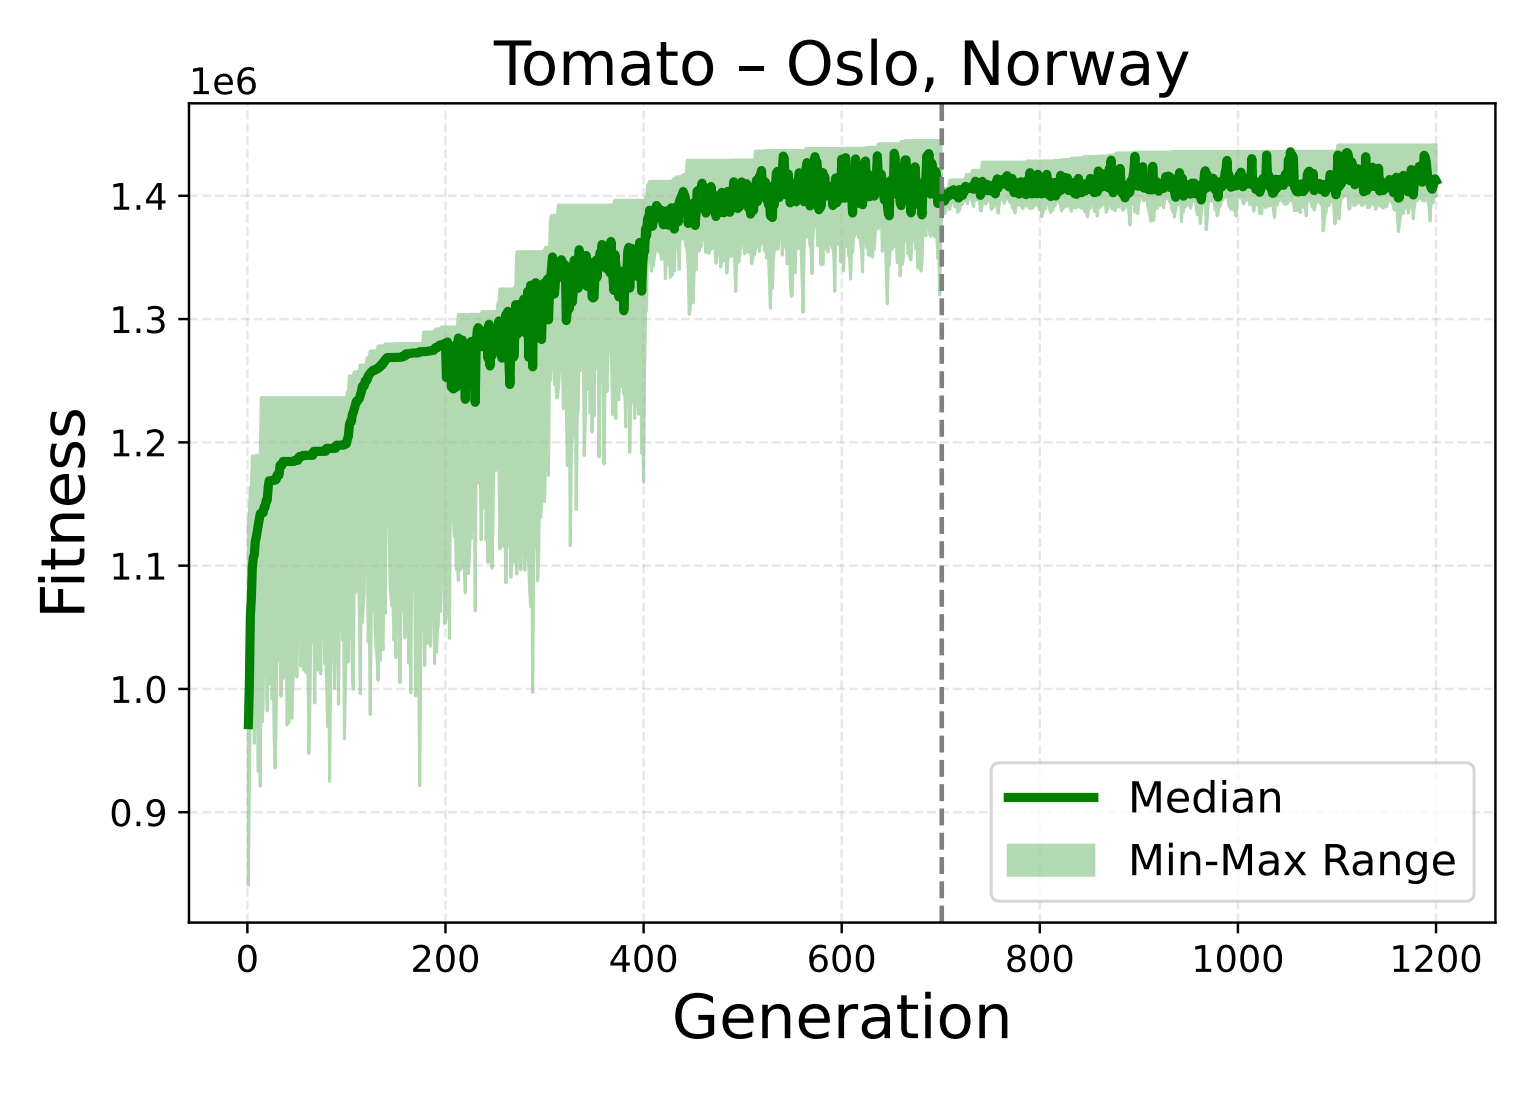 Tomato – Oslo, Norway
1e6
1.4
1.3
1.2
1.1
1.0
0.9
Fitness
0 200 400 600 800 1000 1200
Generation
Median
Min-Max Range